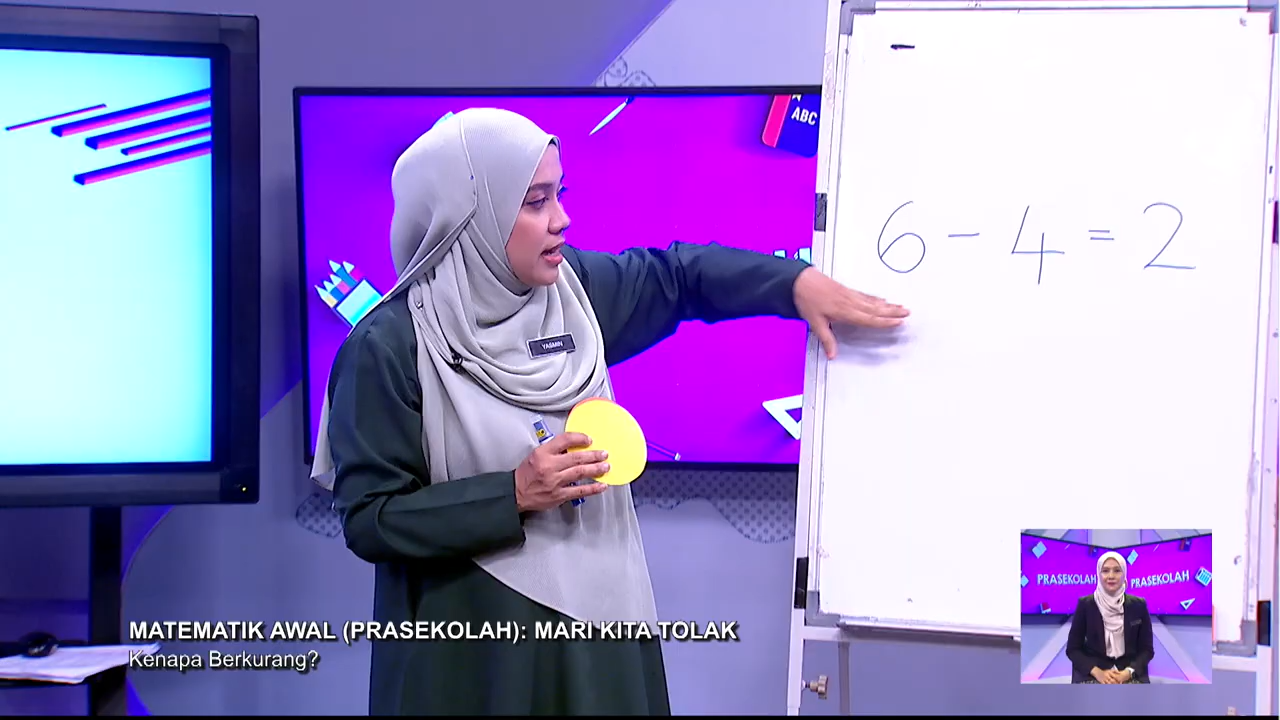 ABC
6 - 4 = 2
YASMIN
PRASEKOLAH
PRASEKOLAH
MATEMATIK AWAL (PRASEKOLAH): MARI KITA TOLAK
Kenapa Berkurang?